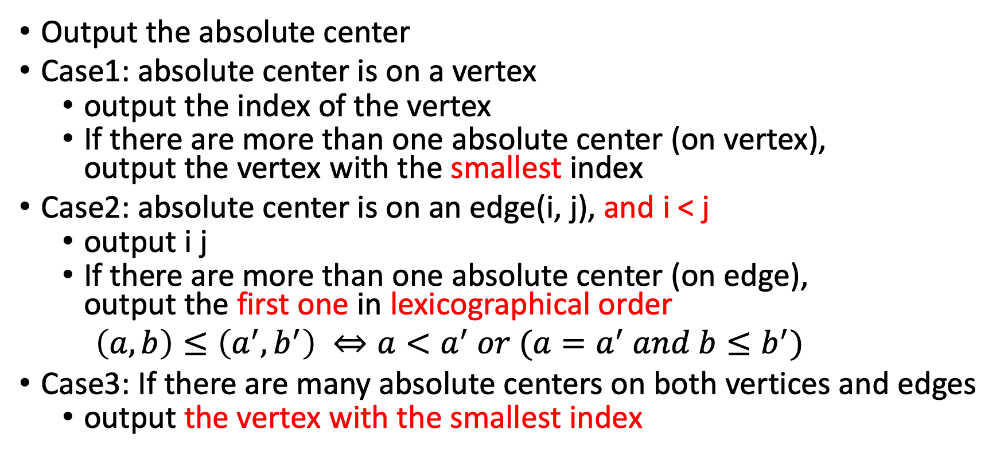 • Output the absolute center
• Case1: absolute center is on a vertex
• output the index of the vertex
• If there are more than one absolute center (on vertex),
output the vertex with the smallest index
• Case2: absolute center is on an edge(i, j), and i < j
• output i j
• If there are more than one absolute center (on edge),
output the first one in lexicographical order
(a, b) ≤ (a′, b′) ⇔ a < a′ or (a = a′ and b ≤ b′)
• Case3: If there are many absolute centers on both vertices and edges
• output the vertex with the smallest index